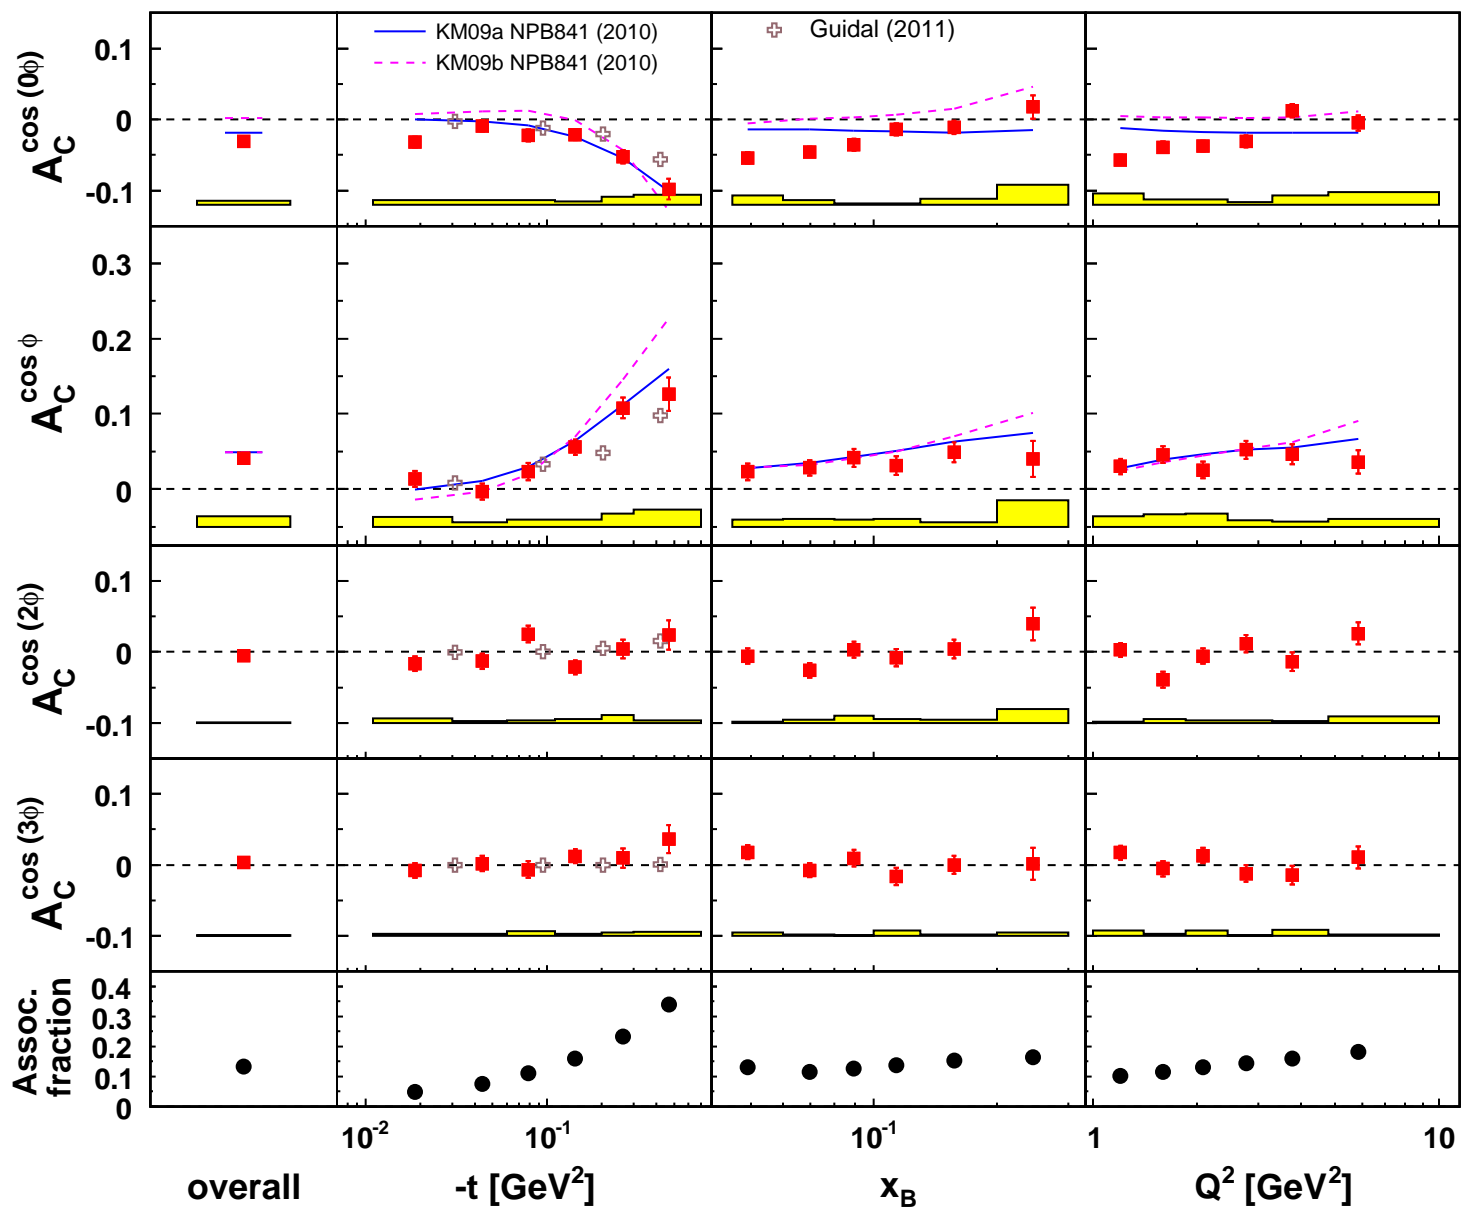 KM09a NPB841 (2010)
KM09b NPB841 (2010)
Guidal (2011)
A_C^cos (0ϕ)
0.1
0
-0.1
A_C^cos ϕ
0.3
0.2
0.1
0
A_C^cos (2ϕ)
0.1
0
-0.1
A_C^cos (3ϕ)
0.1
0
-0.1
Assoc.
fraction
0.4
0.3
0.2
0.1
0
10^-2
10^-1
10^-1
1
10
overall
-t [GeV^2]
x_B
Q^2 [GeV^2]